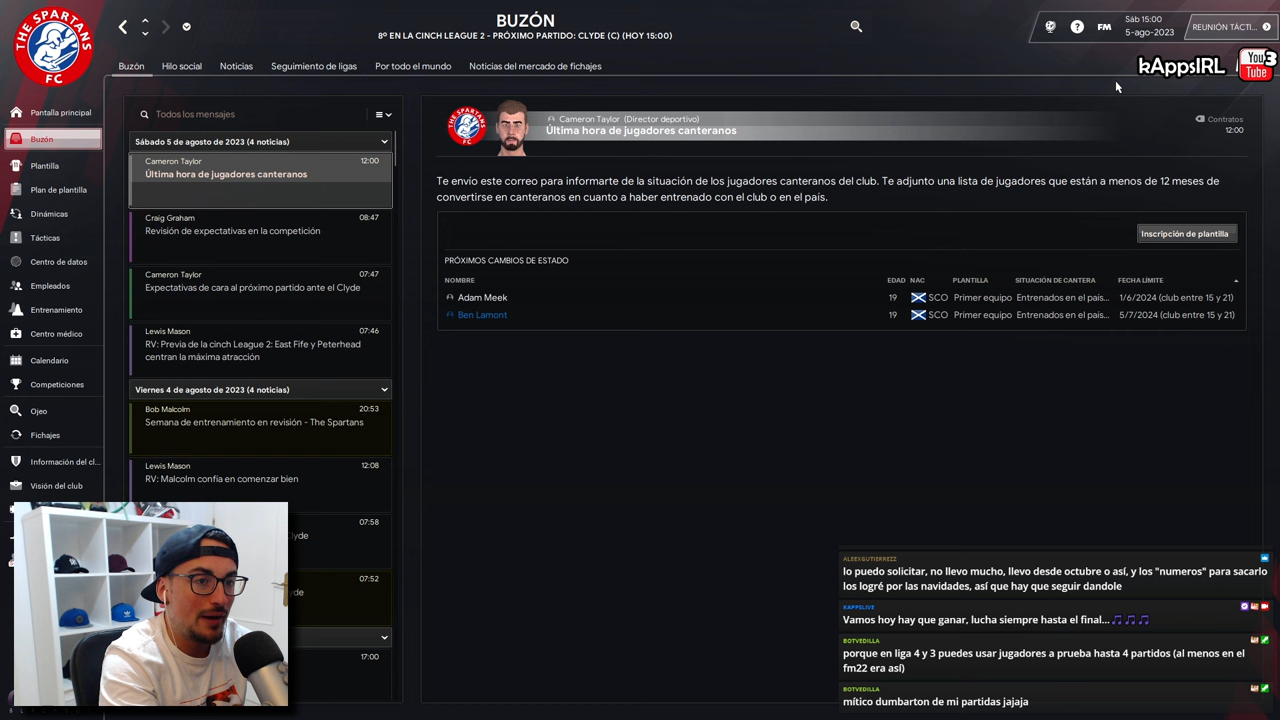 THE SPARTANS
FC
BUZÓN
8º EN LA CINCH LEAGUE 2 - PRÓXIMO PARTIDO: CLYDE (C) (HOY 15:00)
FM
Sáb 15:00
5-ago-2023
REUNIÓN TÁCTI...
kAppsIRL
You
Tube
3
Buzón
Hilo social
Noticias
Seguimiento de ligas
Por todo el mundo
Noticias del mercado de fichajes
Pantalla principal
Buzón
Plantilla
Plan de plantilla
Dinámicas
Tácticas
Centro de datos
Empleados
Entrenamiento
Centro médico
Calendario
Competiciones
Ojeo
Fichajes
Información del cl...
Visión del club
Todos los mensajes
Sábado 5 de agosto de 2023 (4 noticias)
Cameron Taylor 12:00
Última hora de jugadores canteranos
Craig Graham 08:47
Revisión de expectativas en la competición
Cameron Taylor 07:47
Expectativas de cara al próximo partido ante el Clyde
Lewis Mason 07:46
RV: Previa de la cinch League 2: East Fife y Peterhead
centran la máxima atracción
Viernes 4 de agosto de 2023 (4 noticias)
Bob Malcolm 20:53
Semana de entrenamiento en revisión - The Spartans
Lewis Mason 12:08
RV: Malcolm confía en comenzar bien
07:58
Clyde
07:52
yde
17:00
Cameron Taylor (Director deportivo)
Última hora de jugadores canteranos
Contratos
12:00
Te envío este correo para informarte de la situación de los jugadores canteranos del club. Te adjunto una lista de jugadores que están a menos de 12 meses de
convertirse en canteranos en cuanto a haber entrenado con el club o en el país.
Inscripción de plantilla
PRÓXIMOS CAMBIOS DE ESTADO
NOMBRE EDAD NAC PLANTILLA SITUACIÓN DE CANTERA FECHA LÍMITE
Adam Meek 19 SCO Primer equipo Entrenados en el país... 1/6/2024 (club entre 15 y 21)
Ben Lamont 19 SCO Primer equipo Entrenados en el país... 5/7/2024 (club entre 15 y 21)
ALEEXGUTIERREZZ
lo puedo solicitar, no llevo mucho, llevo desde octubre o así, y los "numeros" para sacarlo
los logré por las navidades, así que hay que seguir dandole
KAPPSLIVE
Vamos hoy hay que ganar, lucha siempre hasta el final...
BOTVEDILLA
porque en liga 4 y 3 puedes usar jugadores a prueba hasta 4 partidos (al menos en el
fm22 era así)
BOTVEDILLA
mítico dumbarton de mi partidas jajaja